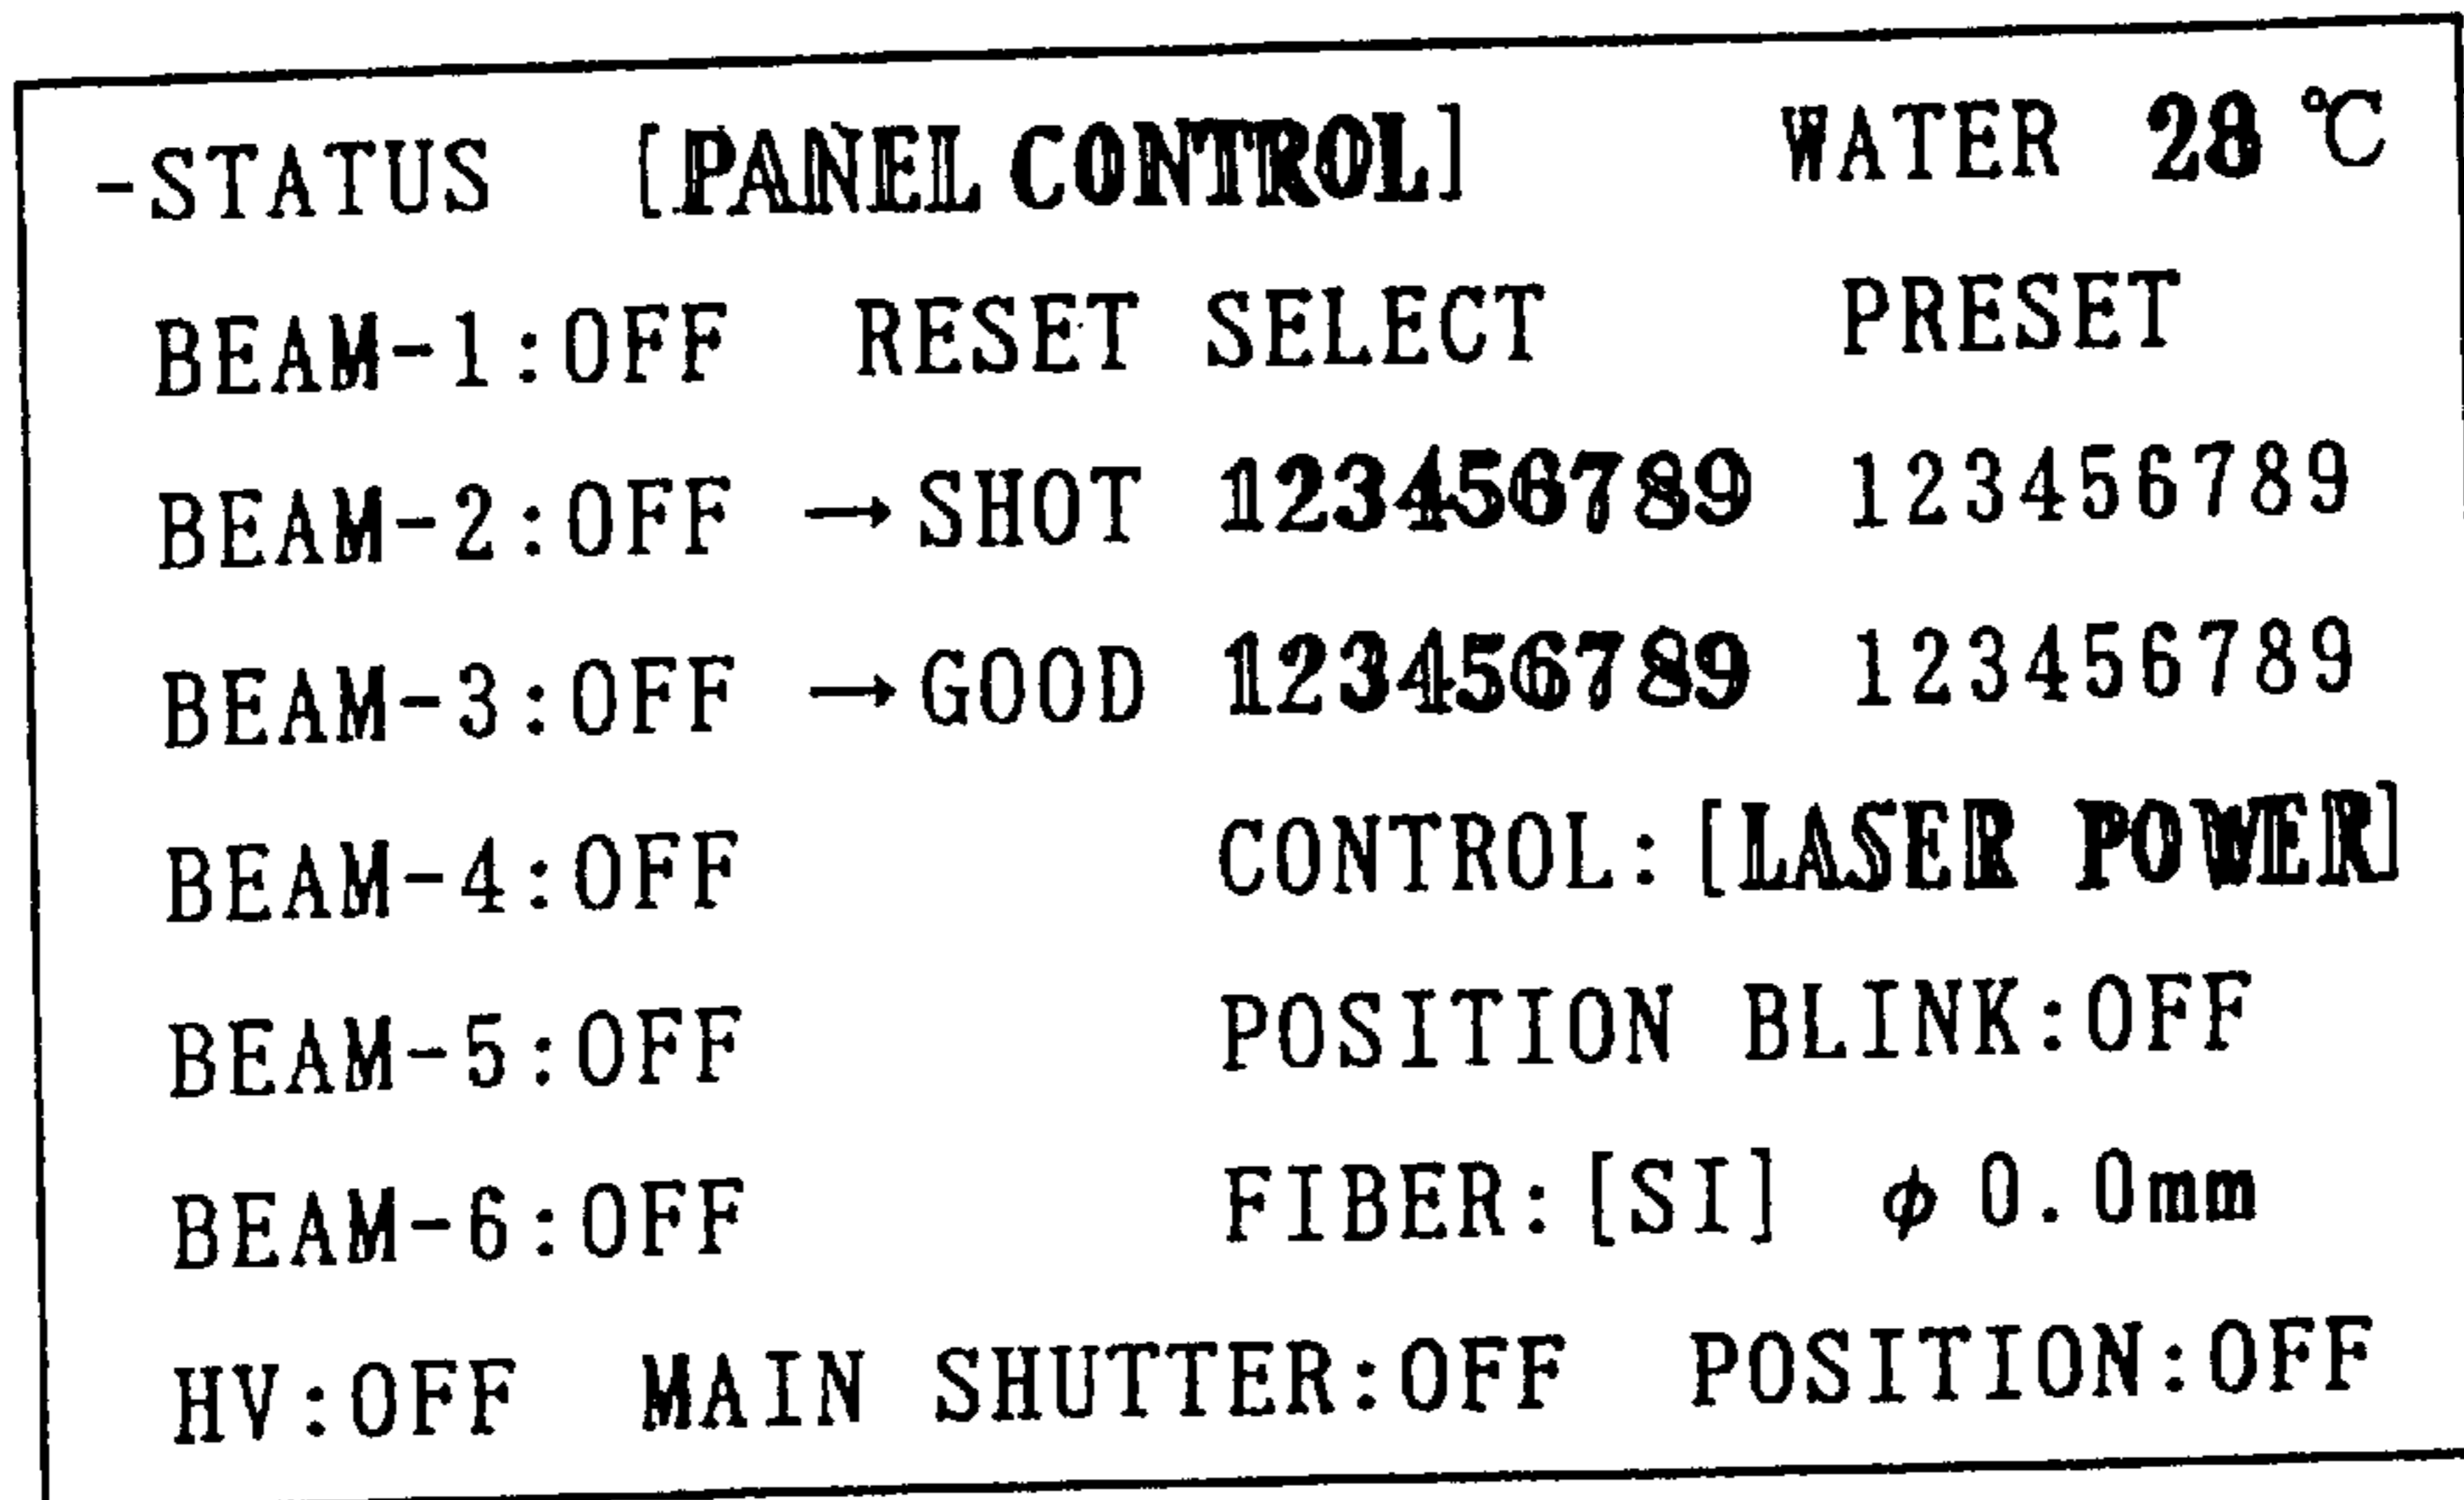 -STATUS [PANEL CONTROL] WATER 28 ℃
BEAM-1:OFF RESET SELECT PRESET
BEAM-2:OFF →SHOT 123456789 123456789
BEAM-3:OFF →GOOD 123456789 123456789
BEAM-4:OFF CONTROL:[LASER POWER]
BEAM-5:OFF POSITION BLINK:OFF
BEAM-6:OFF FIBER:[SI] φ 0.0mm
HV:OFF MAIN SHUTTER:OFF POSITION:OFF